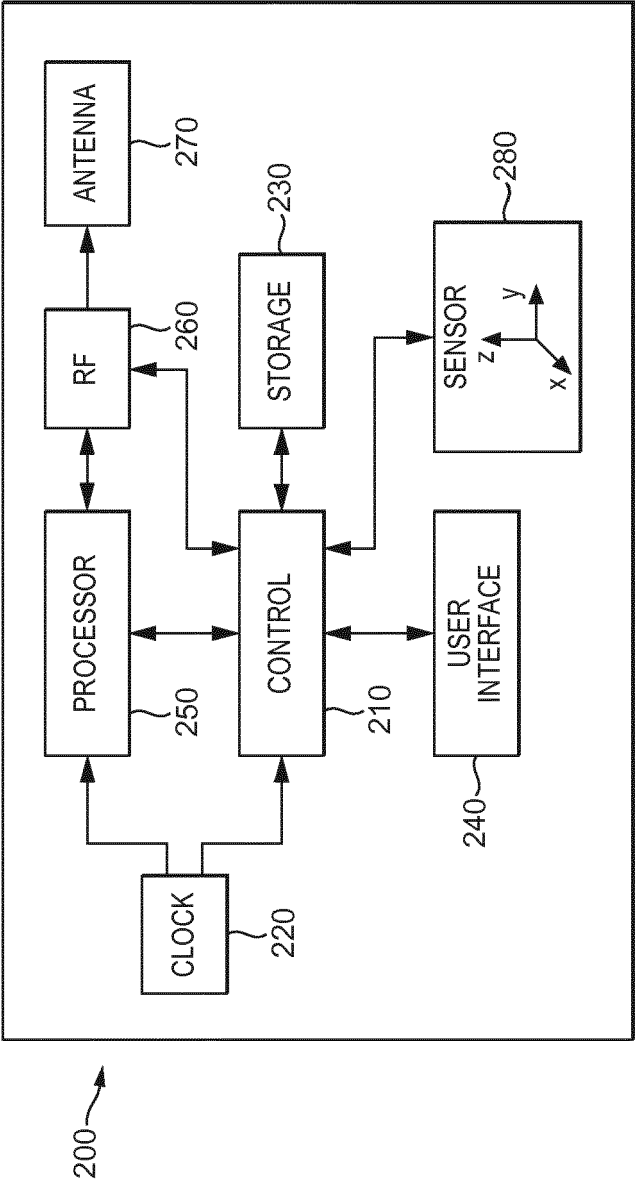 200
CLOCK
220
PROCESSOR
250
RF
260
ANTENNA
270
CONTROL
210
STORAGE
230
USER
INTERFACE
240
SENSOR
z
y
x
280